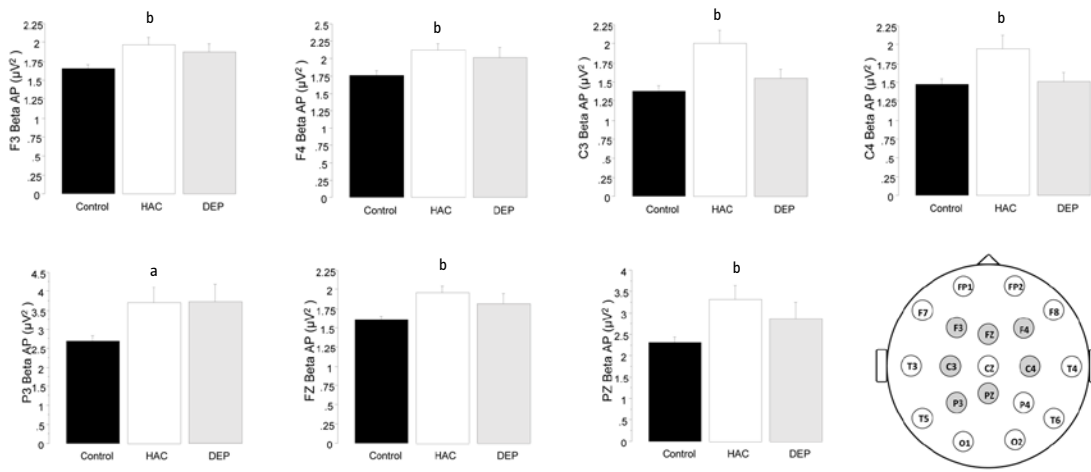 b
F3 Beta AP (µV²)
2.25
2
1.75
1.5
1.25
1
.75
.5
.25
0
Control HAC DEP
b
F4 Beta AP (µV²)
2.5
2.25
2
1.75
1.5
1.25
1
.75
.5
.25
0
Control HAC DEP
b
C3 Beta AP (µV²)
2.25
2
1.75
1.5
1.25
1
.75
.5
.25
0
Control HAC DEP
b
C4 Beta AP (µV²)
2.25
2
1.75
1.5
1.25
1
.75
.5
.25
0
Control HAC DEP
a
P3 Beta AP (µV²)
4.5
4
3.5
3
2.5
2
1.5
1
.5
0
Control HAC DEP
b
FZ Beta AP (µV²)
2.25
2
1.75
1.5
1.25
1
.75
.5
.25
0
Control HAC DEP
b
PZ Beta AP (µV²)
4
3.5
3
2.5
2
1.5
1
.5
0
Control HAC DEP
FP1 FP2
F7 F8
F3 FZ F4
T3 C3 CZ C4 T4
P3 PZ P4
T5 T6
O1 O2